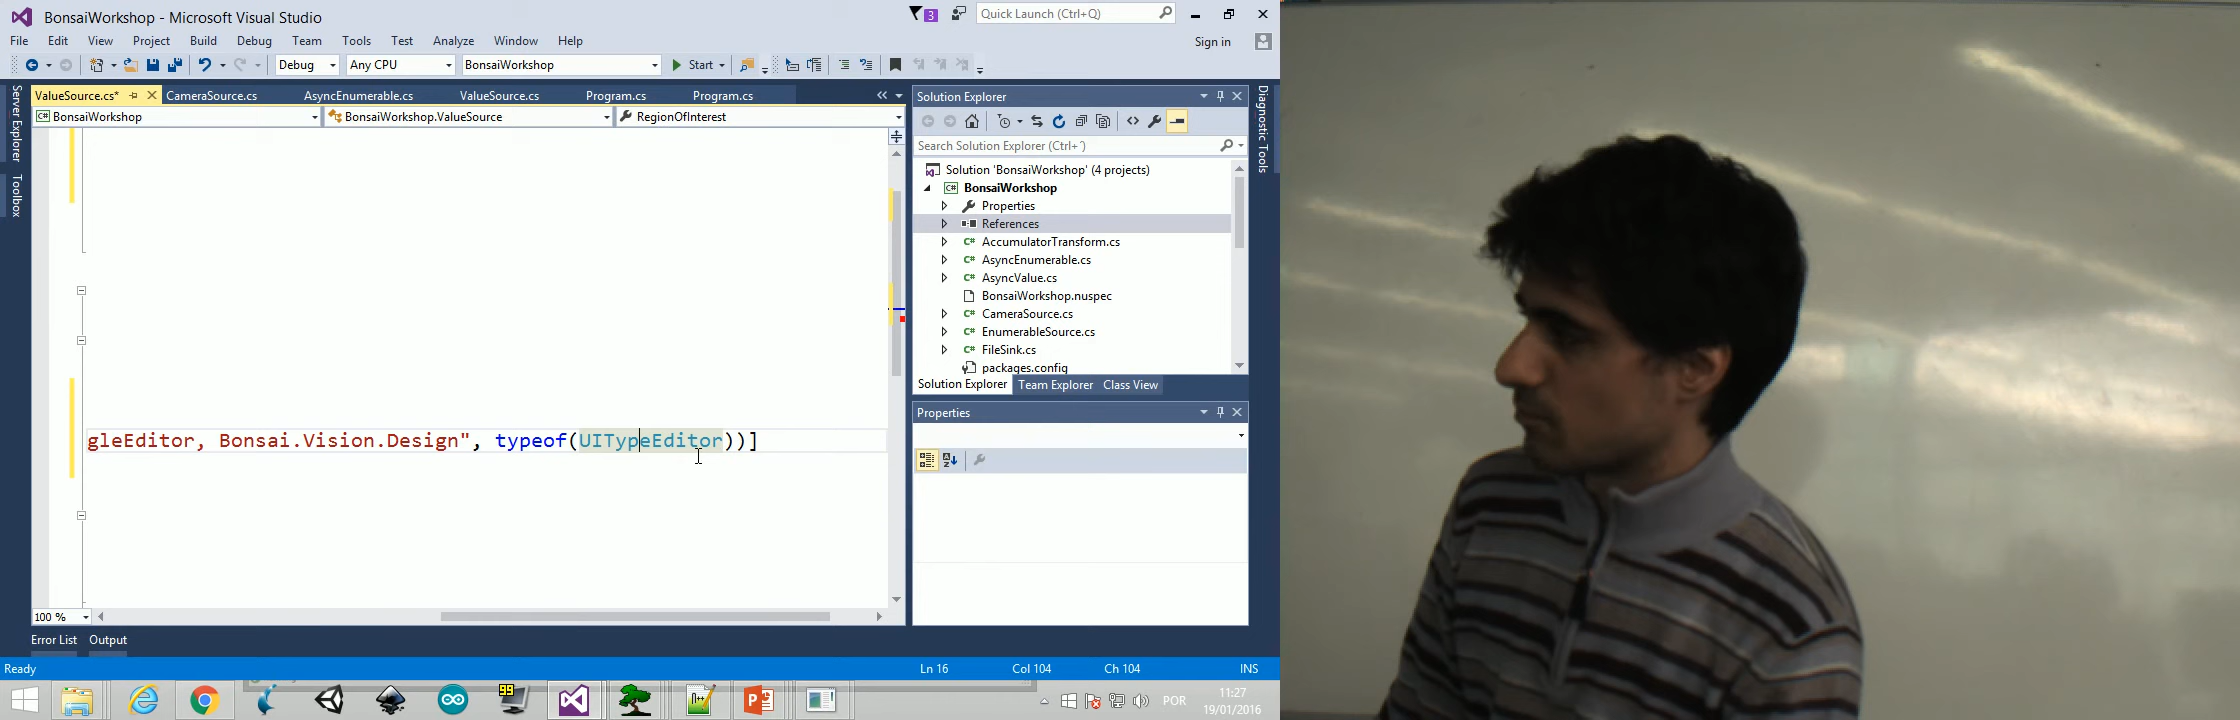 BonsaiWorkshop - Microsoft Visual Studio
3
Quick Launch (Ctrl+Q)
File Edit View Project Build Debug Team Tools Test Analyze Window Help
Sign in
Debug Any CPU BonsaiWorkshop Start
Server Explorer
Toolbox
ValueSource.cs* CameraSource.cs AsyncEnumerable.cs ValueSource.cs Program.cs Program.cs
BonsaiWorkshop BonsaiWorkshop.ValueSource RegionOfInterest
gleEditor, Bonsai.Vision.Design", typeof(UITypeEditor))]
100 %
Error List Output
Solution Explorer
Search Solution Explorer (Ctrl+´)
Solution 'BonsaiWorkshop' (4 projects)
BonsaiWorkshop
Properties
References
AccumulatorTransform.cs
AsyncEnumerable.cs
AsyncValue.cs
BonsaiWorkshop.nuspec
CameraSource.cs
EnumerableSource.cs
FileSink.cs
packages.config
Solution Explorer Team Explorer Class View
Properties
Diagnostic Tools
Ready Ln 16 Col 104 Ch 104 INS
99
POR
11:27
19/01/2016